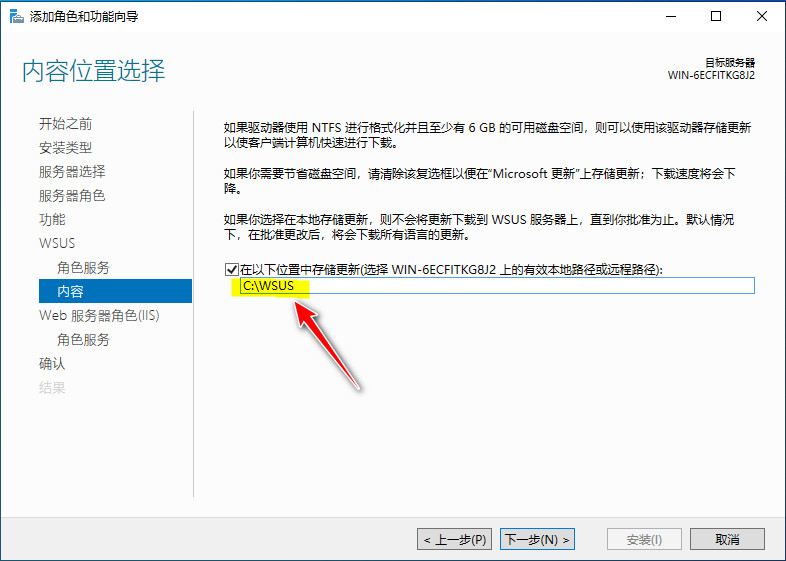 添加角色和功能向导
内容位置选择
目标服务器
WIN-6ECFITKG8J2
开始之前
安装类型
服务器选择
服务器角色
功能
WSUS
角色服务
内容
Web 服务器角色(IIS)
角色服务
确认
结果
如果驱动器使用 NTFS 进行格式化并且至少有 6 GB 的可用磁盘空间，则可以使用该驱动器存储更新
以使客户端计算机快速进行下载。
如果你需要节省磁盘空间，请清除该复选框以便在"Microsoft 更新"上存储更新；下载速度将会下
降。
如果你选择在本地存储更新，则不会将更新下载到 WSUS 服务器上，直到你批准为止。默认情况
下，在批准更改后，将会下载所有语言的更新。
在以下位置中存储更新(选择 WIN-6ECFITKG8J2 上的有效本地路径或远程路径):
C:\WSUS
< 上一步(P)
下一步(N) >
安装(I)
取消